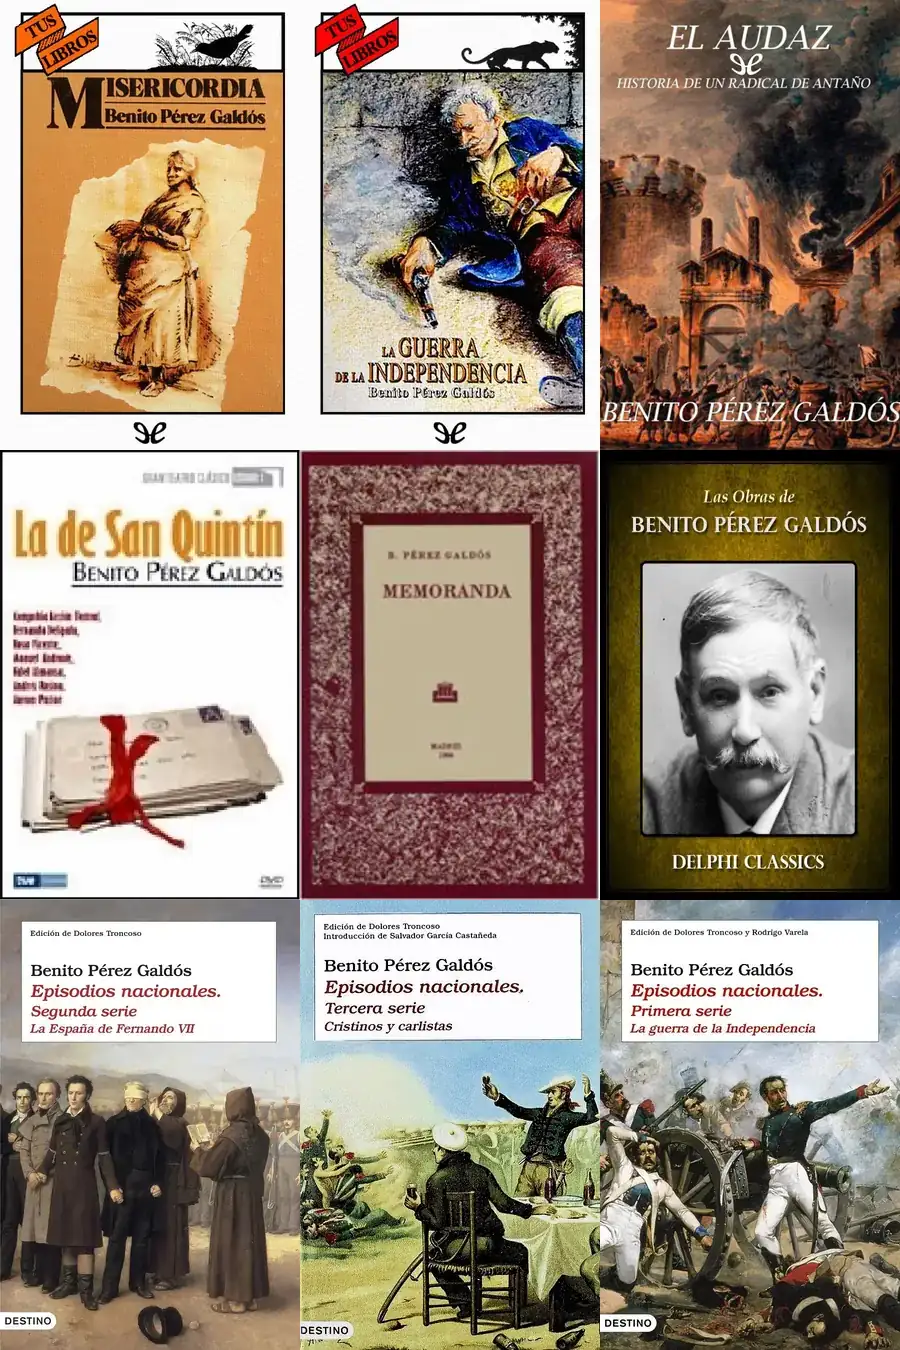 TUS
LIBROS
MISERICORDIA
Benito Pérez Galdós
TUS
LIBROS
LA GUERRA
DE LA INDEPENDENCIA
Benito Pérez Galdós
EL AUDAZ
HISTORIA DE UN RADICAL DE ANTAÑO
BENITO PÉREZ GALDÓS
GRAN TEATRO CLÁSICO
La de San Quintín
BENITO PÉREZ GALDÓS
DVD
B. PÉREZ GALDÓS
MEMORANDA
MADRID
Las Obras de
BENITO PÉREZ GALDÓS
DELPHI CLASSICS
Edición de Dolores Troncoso
Benito Pérez Galdós
Episodios nacionales.
Segunda serie
La España de Fernando VII
DESTINO
Edición de Dolores Troncoso
Introducción de Salvador García Castañeda
Benito Pérez Galdós
Episodios nacionales.
Tercera serie
Cristinos y carlistas
DESTINO
Edición de Dolores Troncoso y Rodrigo Varela
Benito Pérez Galdós
Episodios nacionales.
Primera serie
La guerra de la Independencia
DESTINO